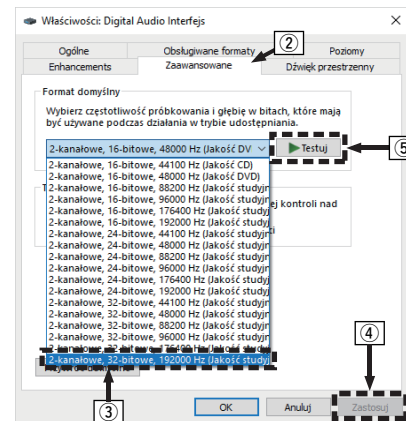 Właściwości: Digital Audio Interfejs
Ogólne
Obsługiwane formaty
②
Poziomy
Enhancements
Zaawansowane
Dźwięk przestrzenny
Format domyślny
Wybierz częstotliwość próbkowania i głębię w bitach, które mają
być używane podczas działania w trybie udostępniania.
2-kanałowe, 16-bitowe, 48000 Hz (Jakość DV
Testuj
⑤
2-kanałowe, 16-bitowe, 44100 Hz (Jakość CD)
2-kanałowe, 16-bitowe, 48000 Hz (Jakość DVD)
2-kanałowe, 16-bitowe, 88200 Hz (Jakość studyjn
2-kanałowe, 16-bitowe, 96000 Hz (Jakość studyjn
2-kanałowe, 16-bitowe, 176400 Hz (Jakość studyj
2-kanałowe, 16-bitowe, 192000 Hz (Jakość studyj
ej kontroli nad
2-kanałowe, 24-bitowe, 44100 Hz (Jakość studyjn
2-kanałowe, 24-bitowe, 48000 Hz (Jakość studyjn
ci
2-kanałowe, 24-bitowe, 88200 Hz (Jakość studyjn
2-kanałowe, 24-bitowe, 96000 Hz (Jakość studyjn
2-kanałowe, 24-bitowe, 176400 Hz (Jakość studyj
2-kanałowe, 24-bitowe, 192000 Hz (Jakość studyj
2-kanałowe, 32-bitowe, 44100 Hz (Jakość studyjn
2-kanałowe, 32-bitowe, 48000 Hz (Jakość studyjn
2-kanałowe, 32-bitowe, 88200 Hz (Jakość studyjn
2-kanałowe, 32-bitowe, 96000 Hz (Jakość studyjn
2-kanałowe, 32-bitowe, 176400 Hz (Jakość studyj
2-kanałowe, 32-bitowe, 192000 Hz (Jakość studyj
④
③
OK
Anuluj
Zastosuj